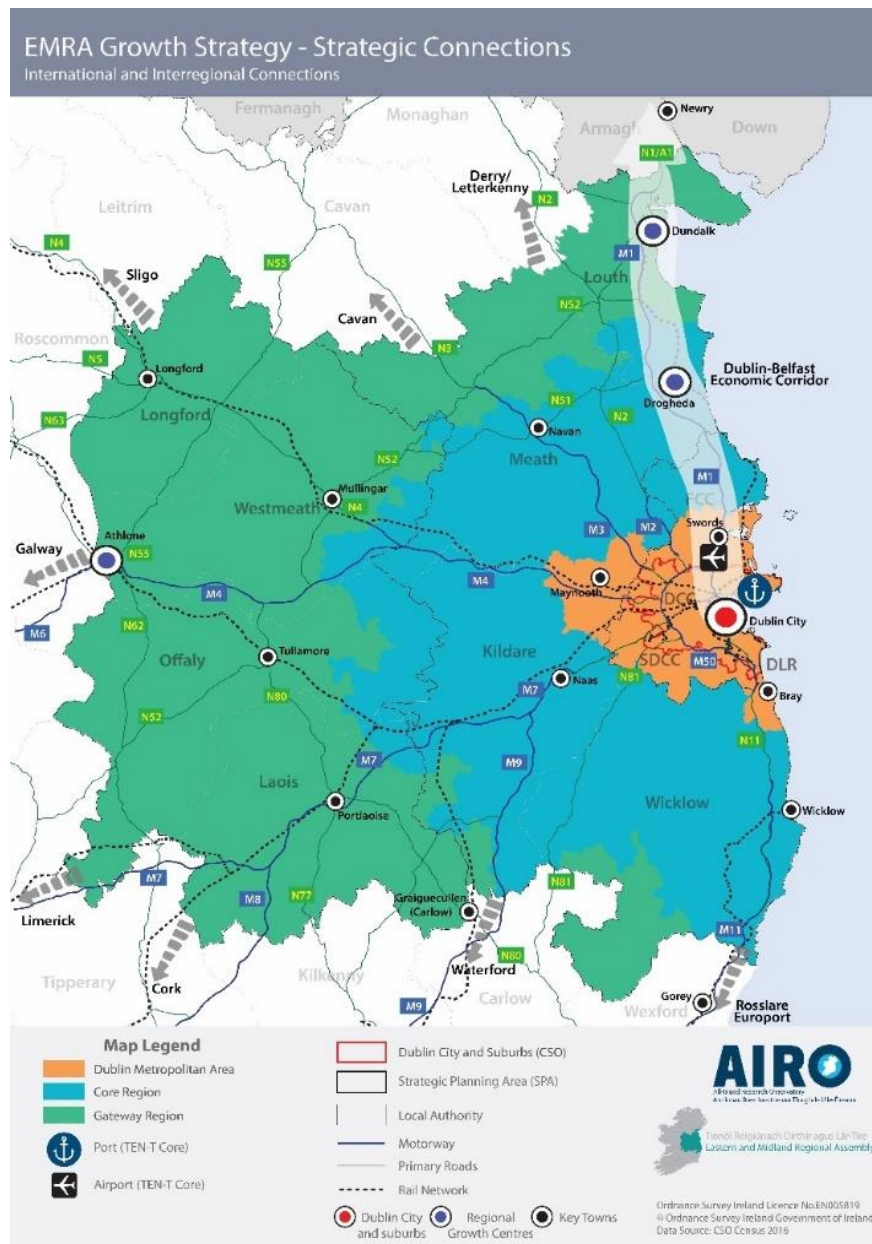 EMRA Growth Strategy - Strategic Connections
International and Interregional Connections
Fermanagh
Monaghan
Newry
Armagh
Down
N1/A1
Derry/
Letterkenny
N2
Leitrim
Cavan
Dundalk
N4
N55
M1
Sligo
Louth
Cavan
N52
Roscommon
N3
N5
Longford
Dublin-Belfast
Economic Corridor
Drogheda
Longford
N51
N2
N63
Navan
Meath
N52
M1
Mullingar
FCC
Westmeath
N4
Swords
M3
M2
Athlone
Galway
N55
M4
Maynooth
M4
DCC
Dublin City
M6
N62
Offaly
Tullamore
Kildare
SDCC
M50
DLR
Naas
N81
M7
Bray
N80
N52
N11
M7
M9
Laois
Wicklow
Portlaoise
Wicklow
M7
M8
N77
N81
Limerick
Graiguecullen
(Carlow)
M11
N80
Waterford
Tipperary
Cork
Kilkenny
Carlow
M9
Gorey
Wexford
Rosslare
Europort
Map Legend
Dublin Metropolitan Area
Core Region
Gateway Region
Port (TEN-T Core)
Airport (TEN-T Core)
Dublin City and Suburbs (CSO)
Strategic Planning Area (SPA)
Local Authority
Motorway
Primary Roads
Rail Network
Dublin City
and suburbs
Regional
Growth Centres
Key Towns
AIRO
Tionól Reigiúnach Oirthir agus Lár-Tíre
Eastern and Midland Regional Assembly
Ordnance Survey Ireland Licence No.EN005819
© Ordnance Survey Ireland Government of Ireland
Data Source: CSO Census 2016